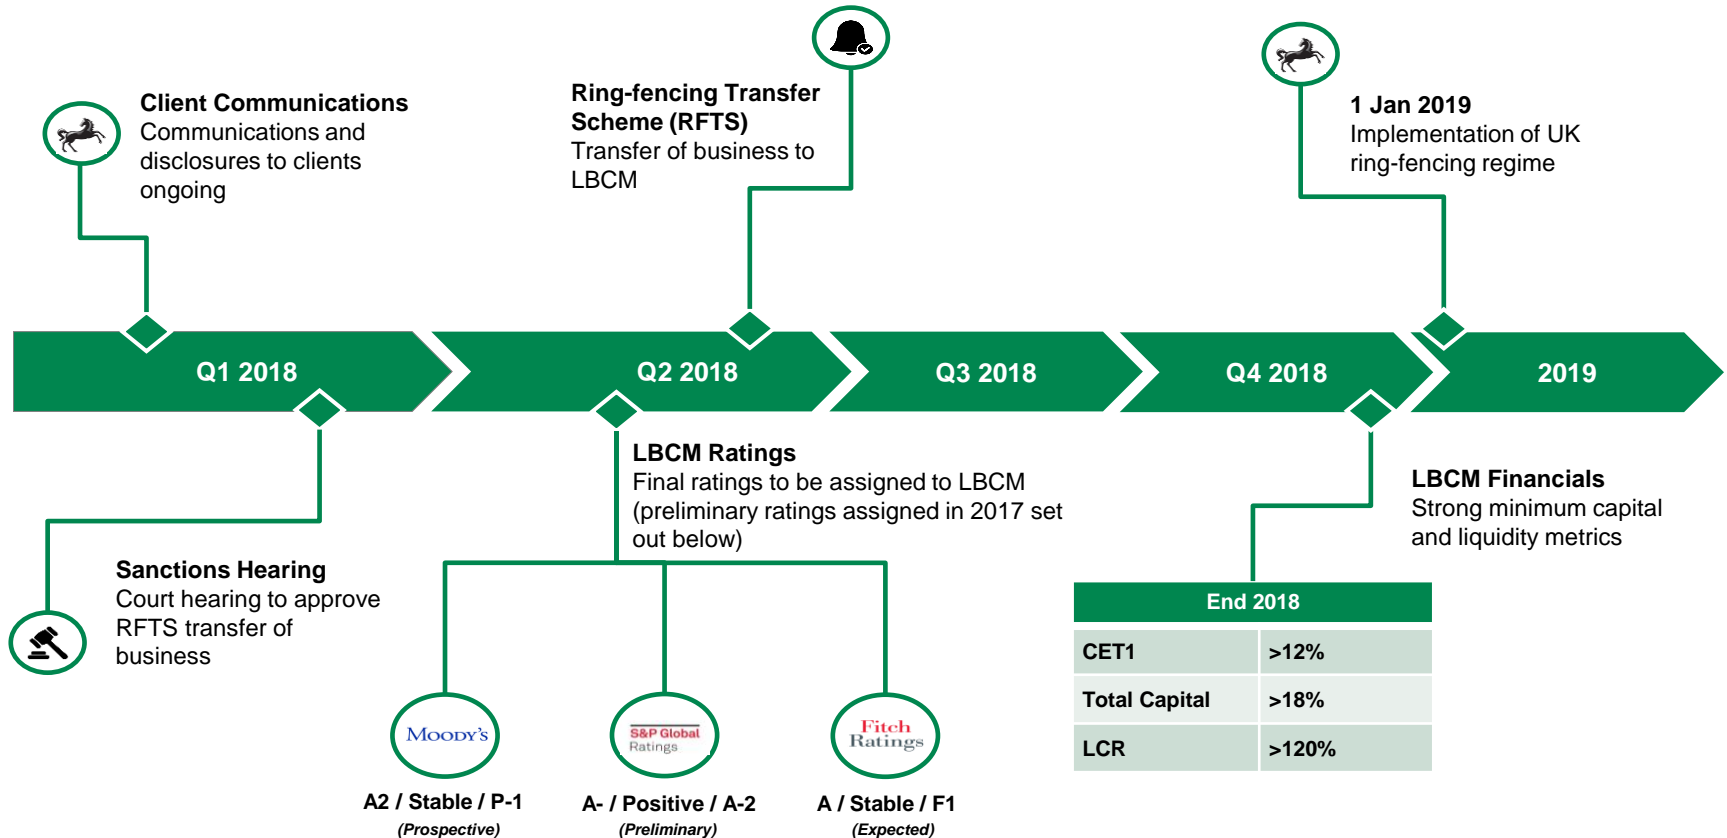 Client Communications
Communications and
disclosures to clients
ongoing
Ring-fencing Transfer
Scheme (RFTS)
Transfer of business to
LBCM
1 Jan 2019
Implementation of UK
ring-fencing regime
Q1 2018
Q2 2018
Q3 2018
Q4 2018
2019
Sanctions Hearing
Court hearing to approve
RFTS transfer of
business
LBCM Ratings
Final ratings to be assigned to LBCM
(preliminary ratings assigned in 2017 set
out below)
MOODY'S
S&P Global
Ratings
Fitch
Ratings
A2 / Stable / P-1
(Prospective)
A- / Positive / A-2
(Preliminary)
A / Stable / F1
(Expected)
LBCM Financials
Strong minimum capital
and liquidity metrics
End 2018
CET1 >12%
Total Capital >18%
LCR >120%